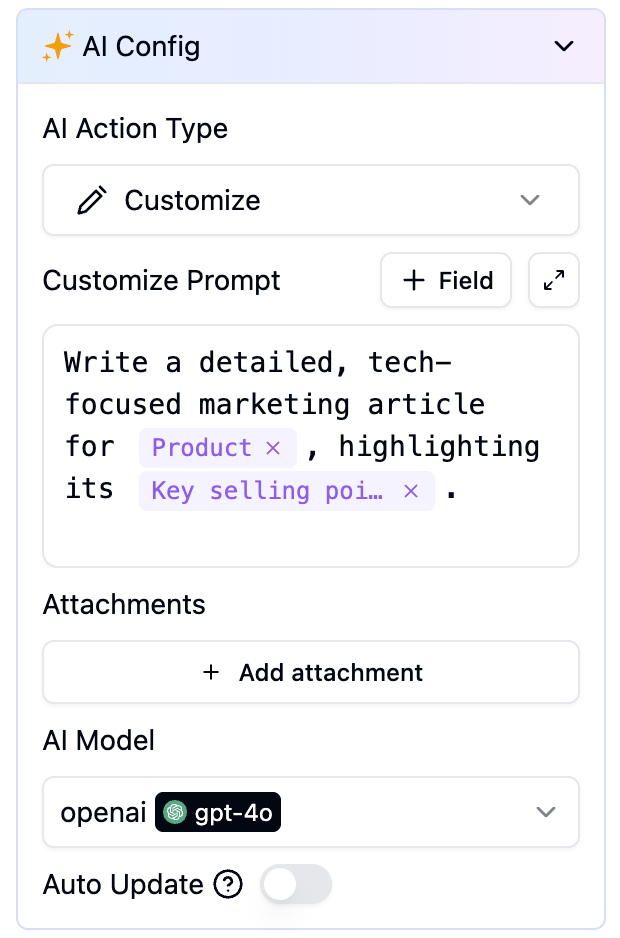 AI Config
AI Action Type
Customize
Customize Prompt
+ Field
Write a detailed, tech-
focused marketing article
for Product × , highlighting
its Key selling poi… × .
Attachments
+ Add attachment
AI Model
openai gpt-4o
Auto Update ?